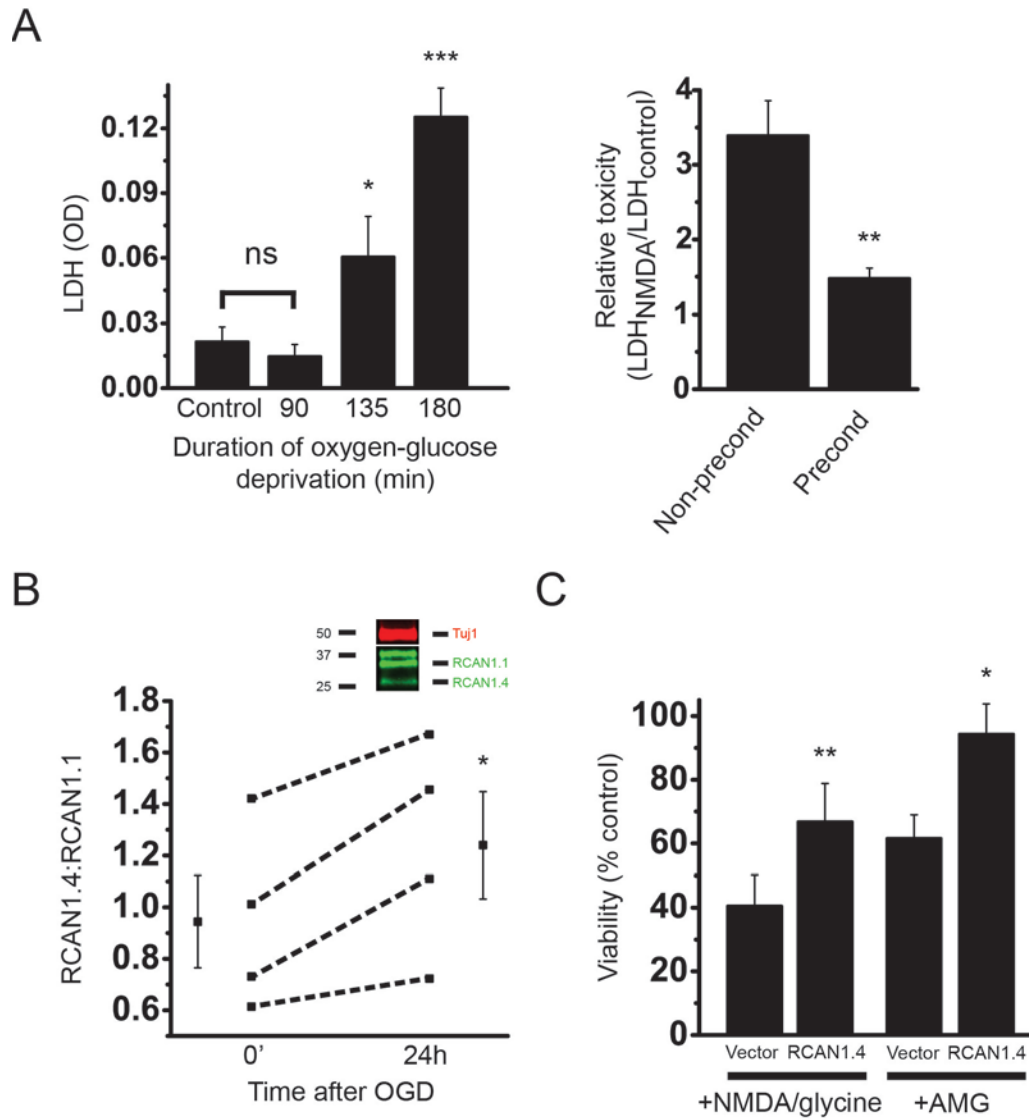 A
***
*
ns
0.12
0.09
0.06
0.03
0.00
LDH (OD)
Control 90 135 180
Duration of oxygen-glucose
deprivation (min)
4
3
2
1
0
Relative toxicity
(LDHNMDA/LDHcontrol)
**
Non-precond
Precond
B
50
37
25
Tuj1
RCAN1.1
RCAN1.4
1.8
1.6
1.4
1.2
1.0
0.8
0.6
RCAN1.4:RCAN1.1
*
0' 24h
Time after OGD
C
100
80
60
40
20
0
Viability (% control)
**
*
Vector RCAN1.4 Vector RCAN1.4
+NMDA/glycine +AMG